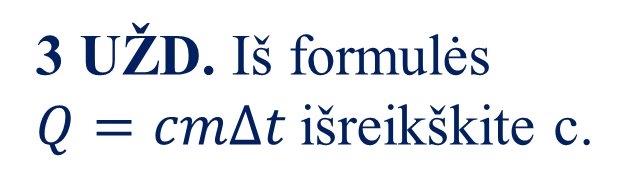 3 UŽD. Iš formulės
Q = cmΔt išreikškite c.